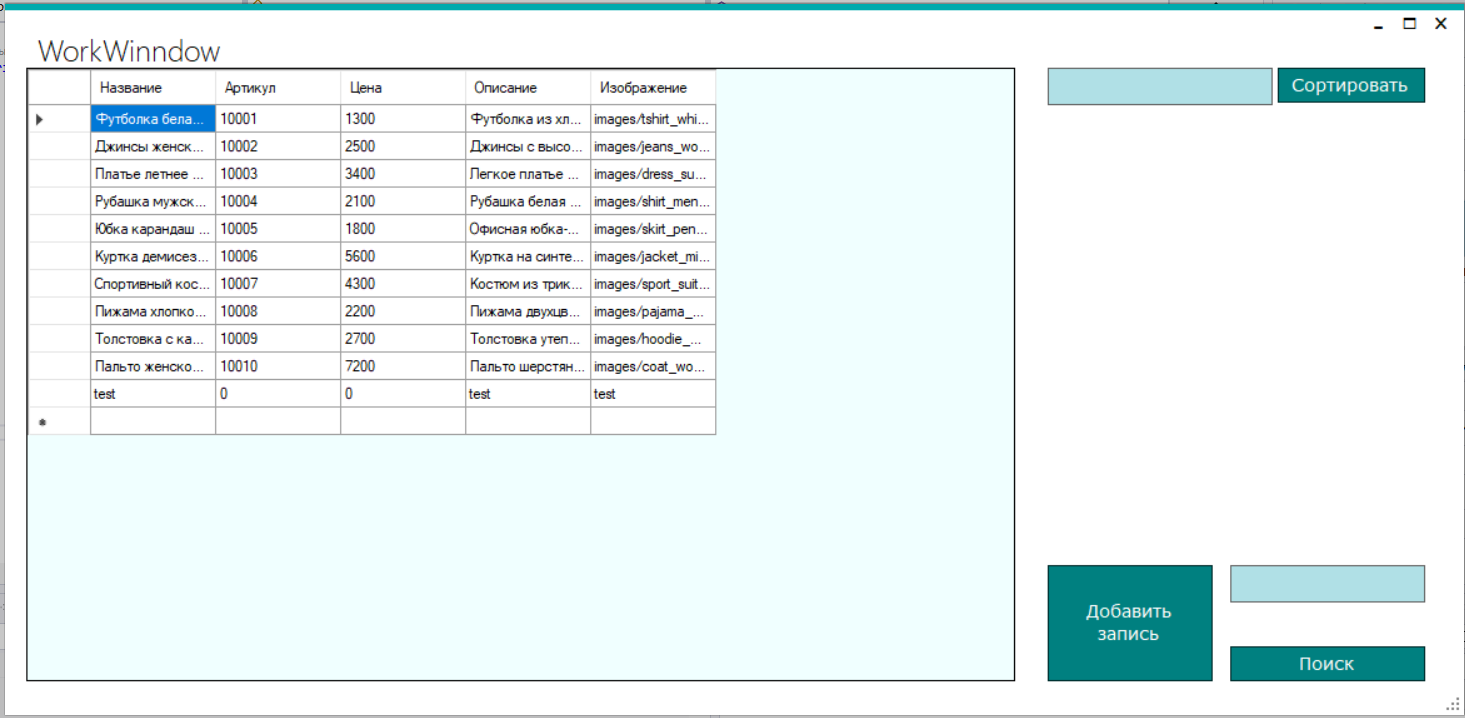 WorkWinndow
Название Артикул Цена Описание Изображение
Футболка бела... 10001 1300 Футболка из хл... images/tshirt_whi...
Джинсы женск... 10002 2500 Джинсы с высо... images/jeans_wo...
Платье летнее ... 10003 3400 Легкое платье ... images/dress_su...
Рубашка мужск... 10004 2100 Рубашка белая ... images/shirt_men...
Юбка карандаш ... 10005 1800 Офисная юбка-... images/skirt_pen...
Куртка демисез... 10006 5600 Куртка на синте... images/jacket_mi...
Спортивный кос... 10007 4300 Костюм из трик... images/sport_suit...
Пижама хлопко... 10008 2200 Пижама двухцв... images/pajama_...
Толстовка с ка... 10009 2700 Толстовка утеп... images/hoodie_...
Пальто женско... 10010 7200 Пальто шерстян... images/coat_wo...
test 0 0 test test
Сортировать
Добавить
запись
Поиск